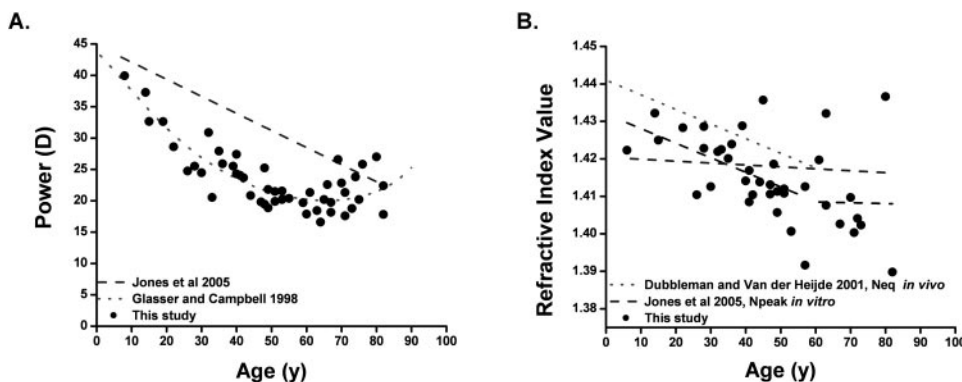 A.
45
40
35
30
25
20
15
10
5
0
Power (D)
Jones et al 2005
Glasser and Campbell 1998
This study
0 10 20 30 40 50 60 70 80 90 100
Age (y)
B.
1.45
1.44
1.43
1.42
1.41
1.40
1.39
1.38
Refractive Index Value
Dubbleman and Van der Heijde 2001, Neq in vivo
Jones et al 2005, Npeak in vitro
This study
0 10 20 30 40 50 60 70 80 90 100
Age (y)